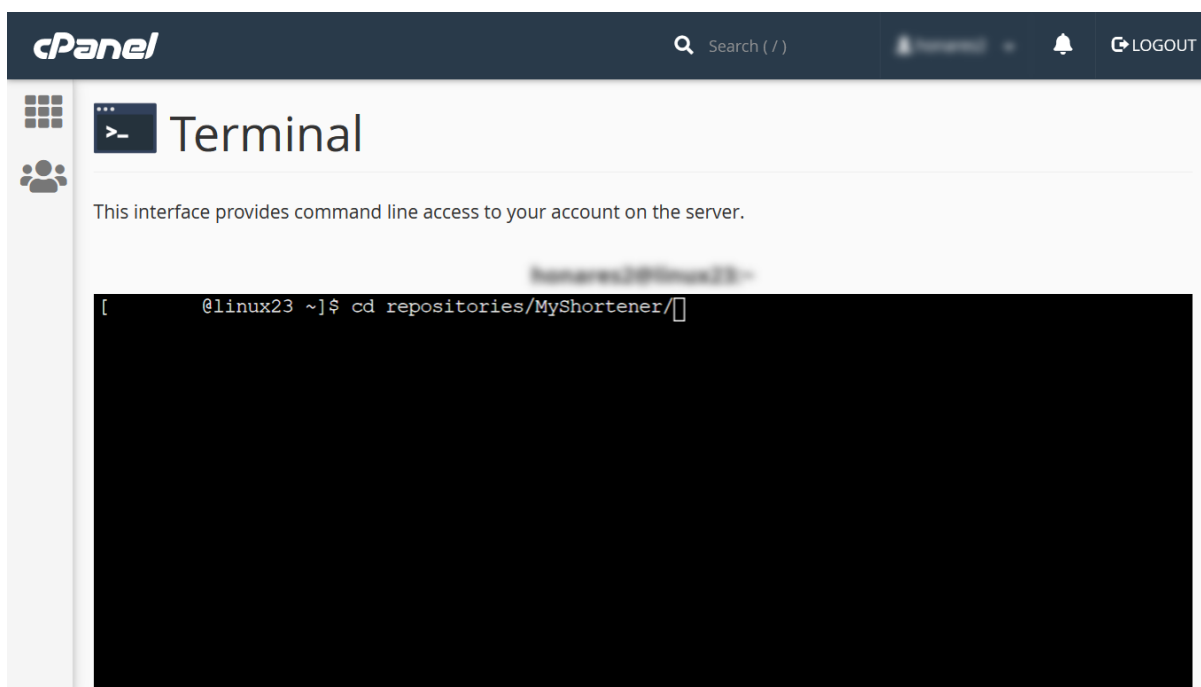 cPanel
Search ( / )
LOGOUT
>_ Terminal
This interface provides command line access to your account on the server.
[ @linux23 ~]$ cd repositories/MyShortener/